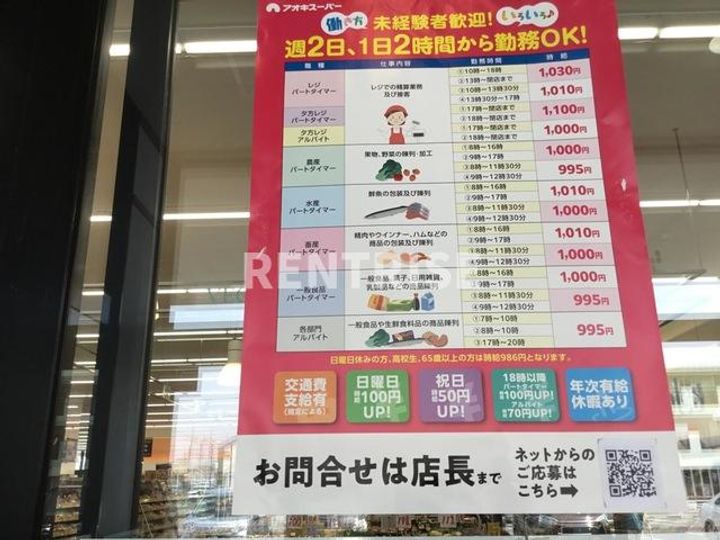 アオキスーパー
働き方 未経験者歓迎! いろいろ♪
週2日、1日2時間から勤務OK!
職種 仕事内容 勤務時間 時給
レジ
パートタイマー
レジでの精算業務
及び接客
①10時~18時
②13時~閉店まで
1,030円
③10時~13時30分
④13時30分~17時
1,010円
夕方レジ
パートタイマー
①17時~閉店まで
②18時~閉店まで
1,100円
夕方レジ
アルバイト
①17時~閉店まで
②18時~閉店まで
1,000円
農産
パートタイマー
果物、野菜の陳列・加工
①8時~16時
②9時~17時
1,000円
③8時~11時30分
④9時~12時30分
995円
水産
パートタイマー
鮮魚の包装及び陳列
①8時~16時
②9時~17時
1,010円
③8時~11時30分
④9時~12時30分
1,000円
畜産
パートタイマー
精肉やウインナー、ハムなどの
商品の包装及び陳列
①8時~16時
②9時~17時
1,010円
③8時~11時30分
④9時~12時30分
1,000円
一般食品
パートタイマー
一般食品、菓子、日用雑貨、
乳製品などの商品陳列
①8時~16時
②9時~17時
1,000円
③8時~11時30分
④9時~12時30分
995円
各部門
アルバイト
一般食品や生鮮食料品の商品陳列
①7時~10時
②8時~10時
③17時~20時
995円
日曜日休みの方、高校生、65歳以上の方は時給986円となります。
交通費
支給有
(規定による)
日曜日
時給100円
UP!
祝日
時給50円
UP!
18時以降
パートタイマー
時給100円UP!
アルバイト
時給70円UP!
年次有給
休暇あり
お問合せは店長まで
ネットからの
ご応募は
こちら➡
RENTRISE